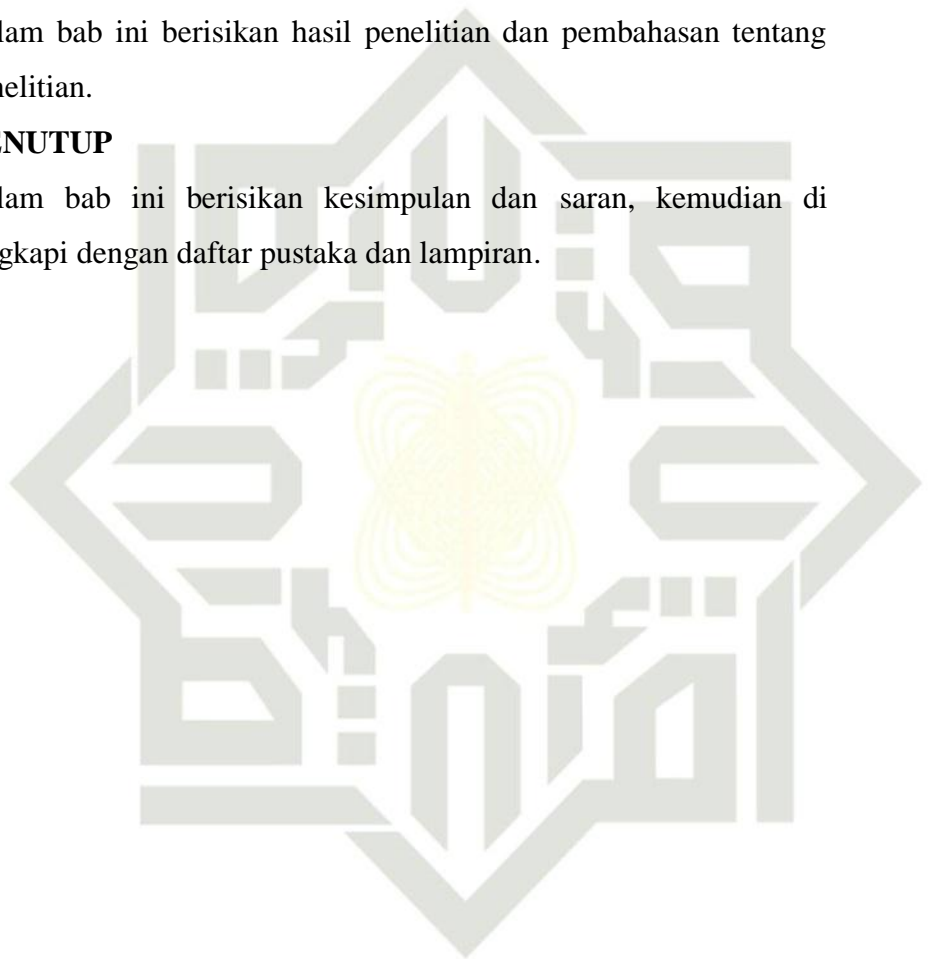 lam bab ini berisikan hasil penelitian dan pembahasan tentang
nelitian.
ENUTUP
lam bab ini berisikan kesimpulan dan saran, kemudian di
gkapi dengan daftar pustaka dan lampiran.